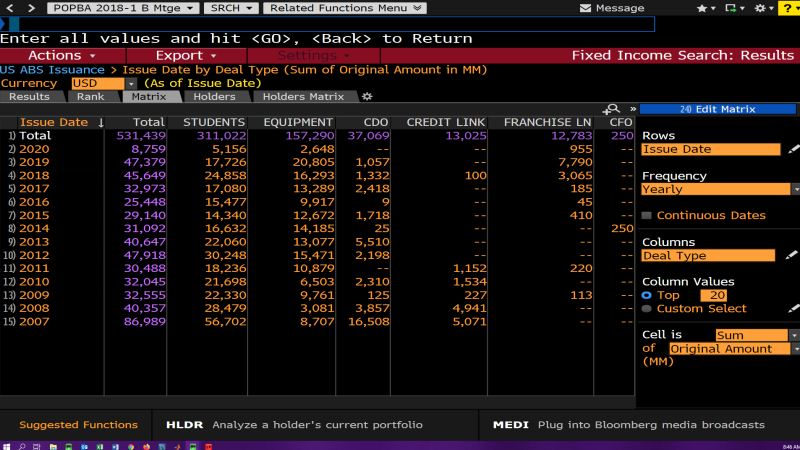 < > POPBA 2018-1 B Mtge SRCH Related Functions Menu Message
Enter all values and hit <GO>, <Back> to Return
Actions Export Settings Fixed Income Search: Results
US ABS Issuance > Issue Date by Deal Type (Sum of Original Amount in MM)
Currency USD (As of Issue Date)
Results Rank Matrix Holders Holders Matrix
24) Edit Matrix
Issue Date ↓ Total STUDENTS EQUIPMENT CDO CREDIT LINK FRANCHISE LN CFO
1) Total 531,439 311,022 157,290 37,069 13,025 12,783 250
2) 2020 8,759 5,156 2,648 -- -- 955 --
3) 2019 47,379 17,726 20,805 1,057 -- 7,790 --
4) 2018 45,649 24,858 16,293 1,332 100 3,065 --
5) 2017 32,973 17,080 13,289 2,418 -- 185 --
6) 2016 25,448 15,477 9,917 9 -- 45 --
7) 2015 29,140 14,340 12,672 1,718 -- 410 --
8) 2014 31,092 16,632 14,185 25 -- -- 250
9) 2013 40,647 22,060 13,077 5,510 -- -- --
10) 2012 47,918 30,248 15,471 2,198 -- -- --
11) 2011 30,488 18,236 10,879 -- 1,152 220 --
12) 2010 32,045 21,698 6,503 2,310 1,534 -- --
13) 2009 32,555 22,330 9,761 125 227 113 --
14) 2008 40,357 28,479 3,081 3,857 4,941 -- --
15) 2007 86,989 56,702 8,707 16,508 5,071 -- --
Rows
Issue Date
Frequency
Yearly
Continuous Dates
Columns
Deal Type
Column Values
Top 20
Custom Select
Cell is Sum
of Original Amount
(MM)
Suggested Functions HLDR Analyze a holder's current portfolio MEDI Plug into Bloomberg media broadcasts
8:46 AM